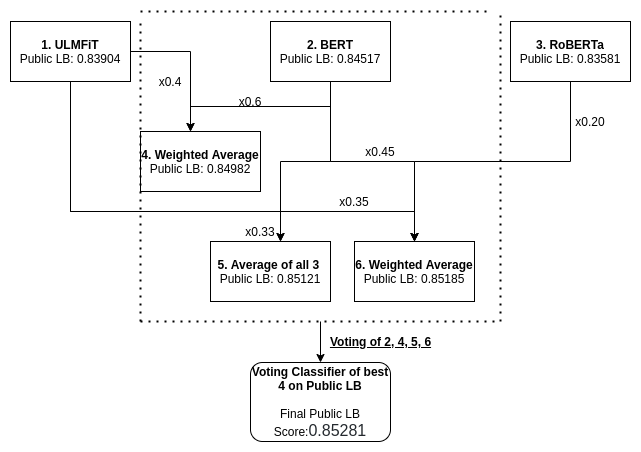 1. ULMFiT
Public LB: 0.83904
2. BERT
Public LB: 0.84517
3. RoBERTa
Public LB: 0.83581
x0.4
x0.6
x0.20
4. Weighted Average
Public LB: 0.84982
x0.45
x0.35
x0.33
5. Average of all 3
Public LB: 0.85121
6. Weighted Average
Public LB: 0.85185
Voting of 2, 4, 5, 6
Voting Classifier of best
4 on Public LB
Final Public LB
Score:0.85281